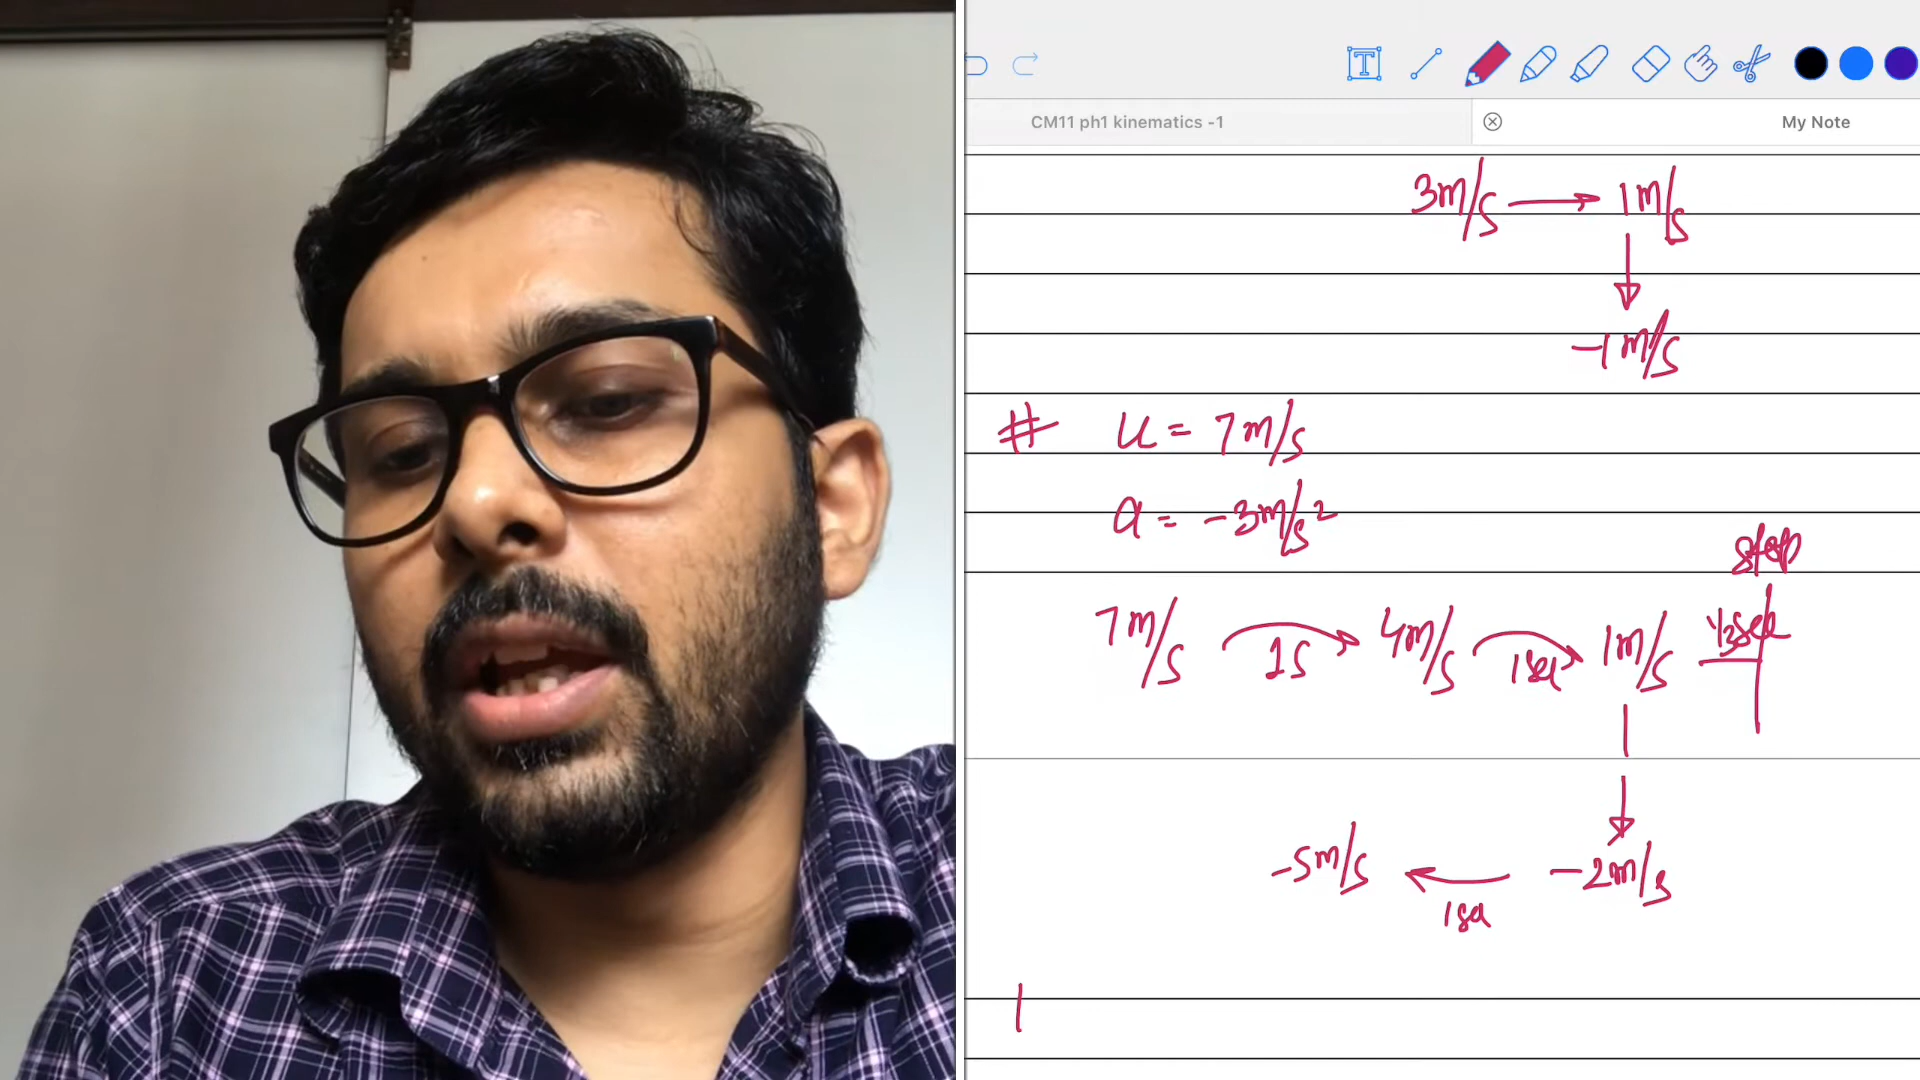 CM11 ph1 kinematics -1
My Note
3m/s → 1m/s
↓
-1m/s
# u = 7m/s
a = -3m/s²
stop
7m/s 1s 4m/s 1sec 1m/s 1/3sec
↓
-5m/s ← -2m/s
1sec